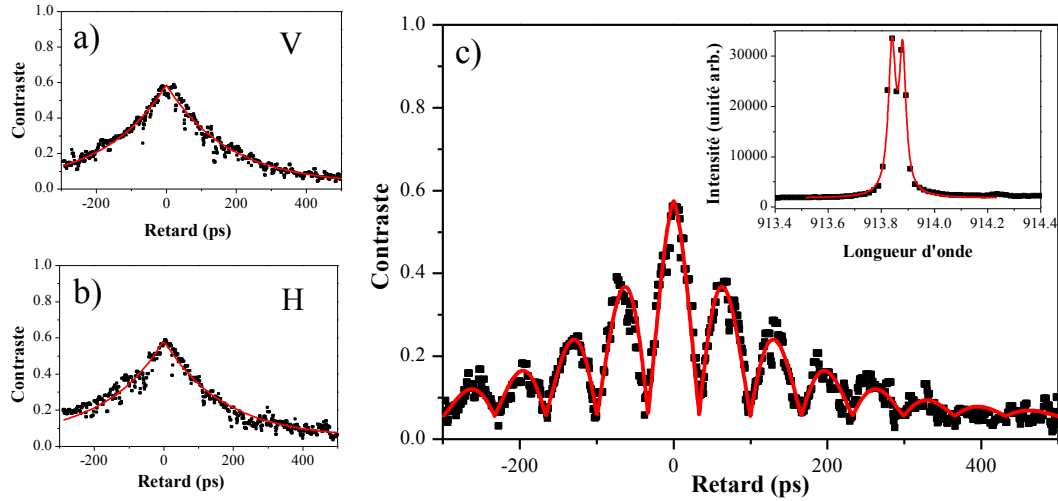 a)
V
Contraste
1.0
0.8
0.6
0.4
0.2
0.0
-200 0 200 400
Retard (ps)
b)
H
Contraste
1.0
0.8
0.6
0.4
0.2
0.0
-200 0 200 400
Retard (ps)
c)
Contraste
1.0
0.8
0.6
0.4
0.2
0.0
-200 0 200 400
Retard (ps)
Intensité (umité arb.)
30000
20000
10000
0
913.4 913.6 913.8 914.0 914.2 914.4
Longueur d'onde